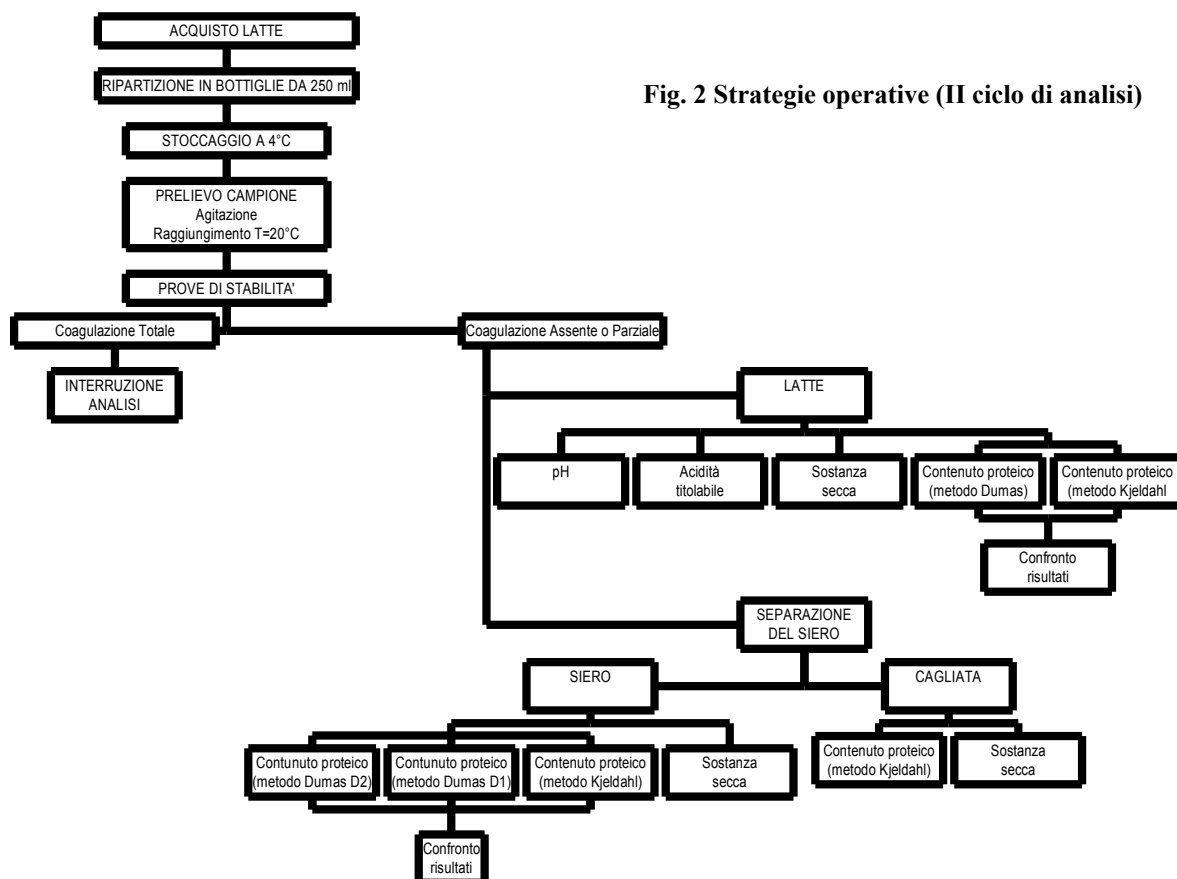 ACQUISTO LATTE
RIPARTIZIONE IN BOTTIGLIE DA 250 ml
Fig. 2 Strategie operative (II ciclo di analisi)
STOCCAGGIO A 4°C
PRELIEVO CAMPIONE
Agitazione
Raggiungimento T=20°C
PROVE DI STABILITA'
Coagulazione Totale
Coagulazione Assente o Parziale
INTERRUZIONE
ANALISI
LATTE
pH
Acidità
titolabile
Sostanza
secca
Contenuto proteico
(metodo Dumas)
Contenuto proteico
(metodo Kjeldahl
Confronto
risultati
SEPARAZIONE
DEL SIERO
SIERO
CAGLIATA
Contunuto proteico
(metodo Dumas D2)
Contunuto proteico
(metodo Dumas D1)
Contenuto proteico
(metodo Kjeldahl)
Sostanza
secca
Contenuto proteico
(metodo Kjeldahl)
Sostanza
secca
Confronto
risultati